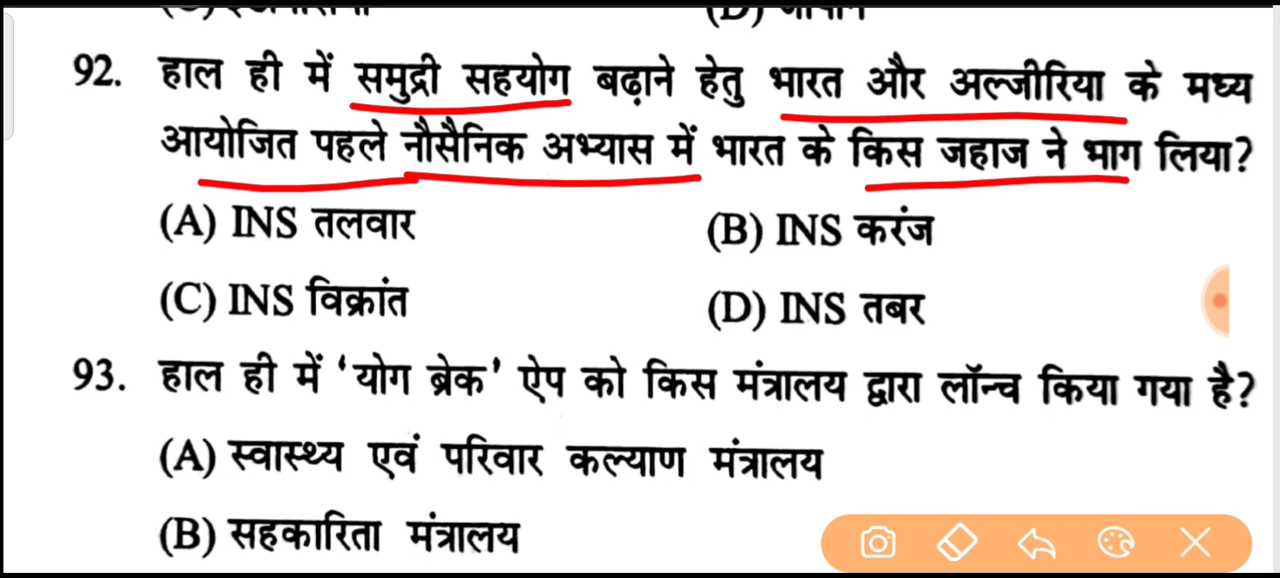 92. हाल ही में समुद्री सहयोग बढ़ाने हेतु भारत और अल्जीरिया के मध्य
आयोजित पहले नौसैनिक अभ्यास में भारत के किस जहाज ने भाग लिया?
(A) INS तलवार (B) INS करंज
(C) INS विक्रांत (D) INS तबर
93. हाल ही में 'योग ब्रेक' ऐप को किस मंत्रालय द्वारा लॉन्च किया गया है?
(A) स्वास्थ्य एवं परिवार कल्याण मंत्रालय
(B) सहकारिता मंत्रालय